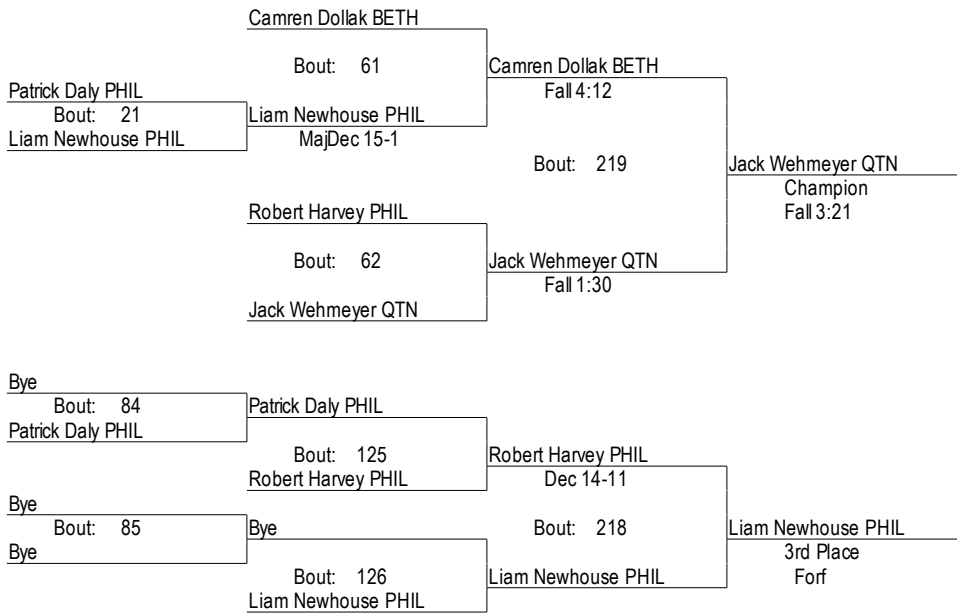 Camren Dollak BETH
Bout: 61
Camren Dollak BETH
Patrick Daly PHIL
Fall 4:12
Bout: 21
Liam Newhouse PHIL
Liam Newhouse PHIL
MajDec 15-1
Bout: 219
Jack Wehmeyer QTN
Champion
Robert Harvey PHIL
Fall 3:21
Bout: 62
Jack Wehmeyer QTN
Fall 1:30
Jack Wehmeyer QTN
Bye
Bout: 84
Patrick Daly PHIL
Patrick Daly PHIL
Bout: 125
Robert Harvey PHIL
Robert Harvey PHIL
Dec 14-11
Bye
Bout: 85
Bye
Bout: 218
Liam Newhouse PHIL
Bye
3rd Place
Bout: 126
Liam Newhouse PHIL
Forf
Liam Newhouse PHIL